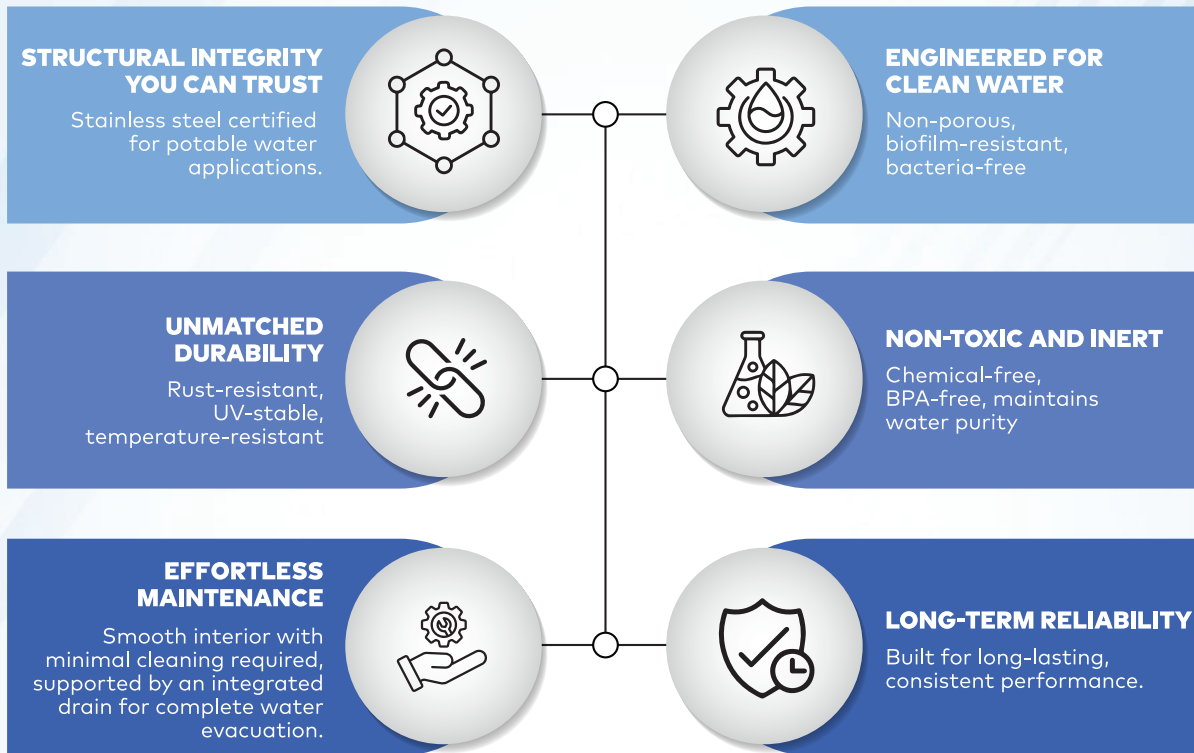 STRUCTURAL INTEGRITY
YOU CAN TRUST
Stainless steel certified
for potable water
applications.
ENGINEERED FOR
CLEAN WATER
Non-porous,
biofilm-resistant,
bacteria-free
UNMATCHED
DURABILITY
Rust-resistant,
UV-stable,
temperature-resistant
NON-TOXIC AND INERT
Chemical-free,
BPA-free, maintains
water purity
EFFORTLESS
MAINTENANCE
Smooth interior with
minimal cleaning required,
supported by an integrated
drain for complete water
evacuation.
LONG-TERM RELIABILITY
Built for long-lasting,
consistent performance.